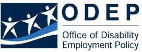 ODEP
Office of Disability
Employment Policy